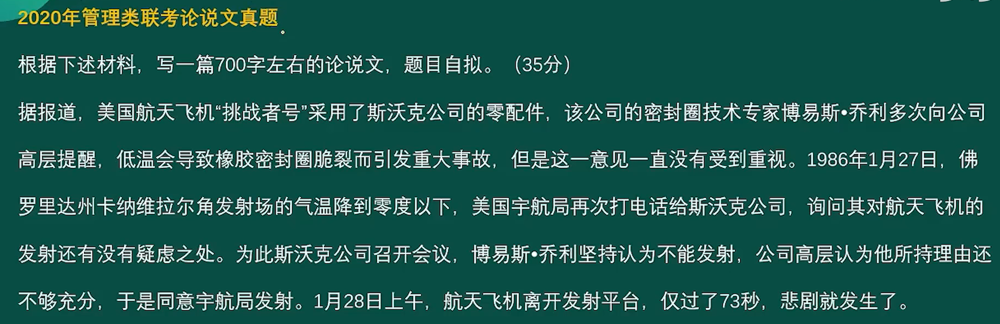 2020年管理类联考论说文真题
根据下述材料，写一篇700字左右的论说文，题目自拟。（35分）
据报道，美国航天飞机“挑战者号”采用了斯沃克公司的零配件，该公司的密封圈技术专家博易斯•乔利多次向公司
高层提醒，低温会导致橡胶密封圈脆裂而引发重大事故，但是这一意见一直没有受到重视。1986年1月27日，佛
罗里达州卡纳维拉尔角发射场的气温降到零度以下，美国宇航局再次打电话给斯沃克公司，询问其对航天飞机的
发射还有没有疑虑之处。为此斯沃克公司召开会议，博易斯•乔利坚持认为不能发射，公司高层认为他所持理由还
不够充分，于是同意宇航局发射。1月28日上午，航天飞机离开发射平台，仅过了73秒，悲剧就发生了。